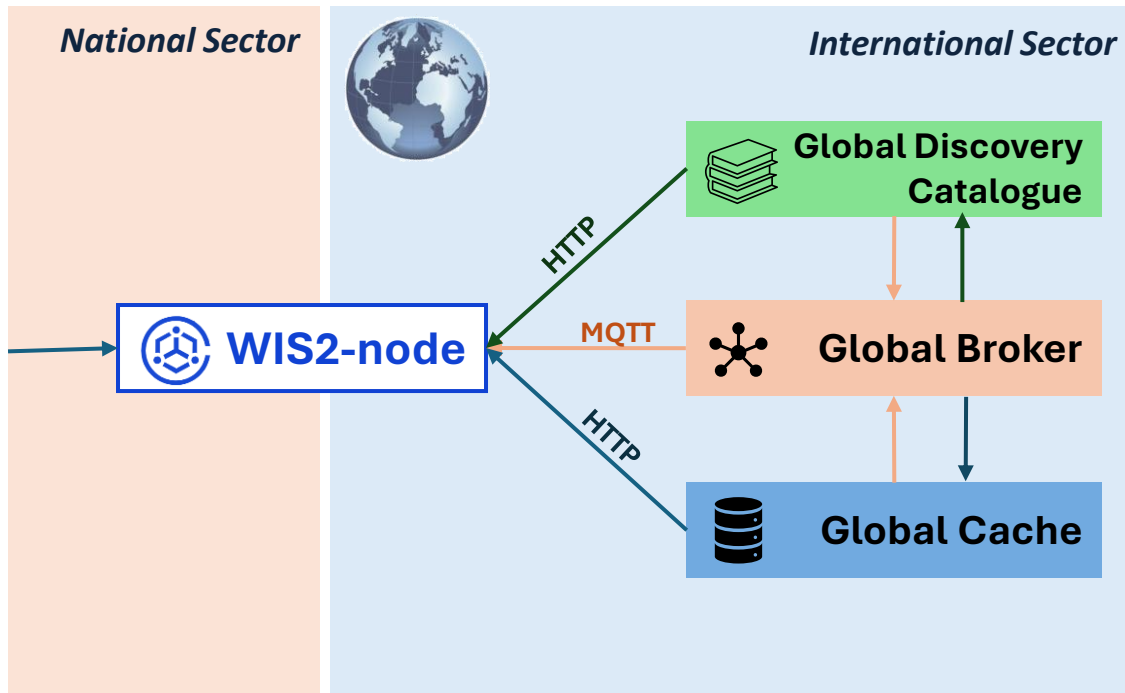 National Sector
International Sector
Global Discovery
Catalogue
HTTP
MQTT
WIS2-node
Global Broker
HTTP
Global Cache